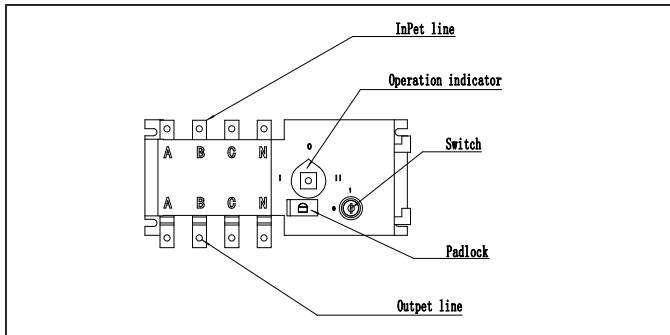 InPet line
Operation indicator
O
A B C N
I II
Switch
1
A B C N
0
Padlock
Outpet line